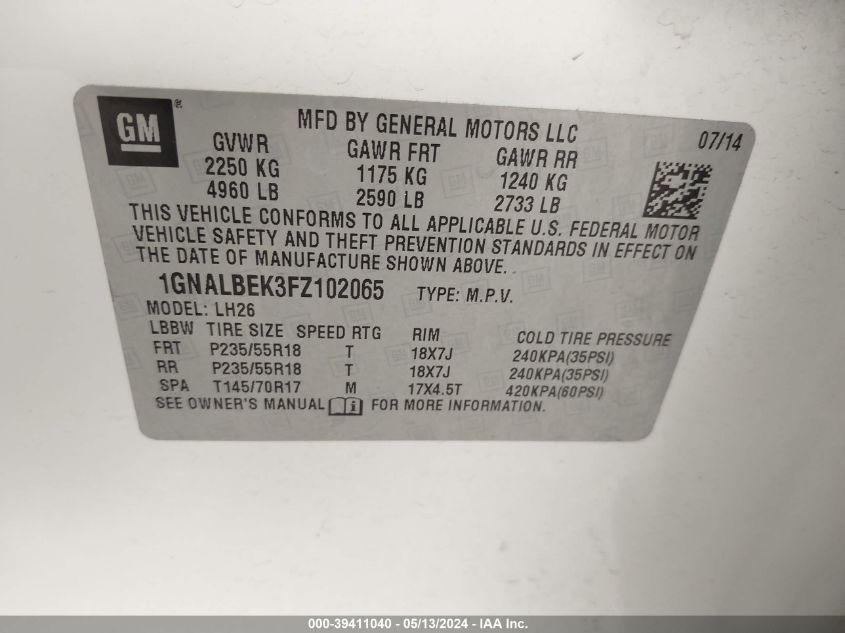 GM®
MFD BY GENERAL MOTORS LLC 07/14
GVWR GAWR FRT GAWR RR
2250 KG 1175 KG 1240 KG
4960 LB 2590 LB 2733 LB
THIS VEHICLE CONFORMS TO ALL APPLICABLE U.S. FEDERAL MOTOR
VEHICLE SAFETY AND THEFT PREVENTION STANDARDS IN EFFECT ON
THE DATE OF MANUFACTURE SHOWN ABOVE.
1GNALBEK3FZ102065 TYPE: M.P.V.
MODEL: LH26
LBBW TIRE SIZE SPEED RTG RIM COLD TIRE PRESSURE
FRT P235/55R18 T 18X7J 240KPA(35PSI)
RR P235/55R18 T 18X7J 240KPA(35PSI)
SPA T145/70R17 M 17X4.5T 420KPA(60PSI)
SEE OWNER'S MANUAL FOR MORE INFORMATION.
000-39411040 - 05/13/2024 - IAA Inc.